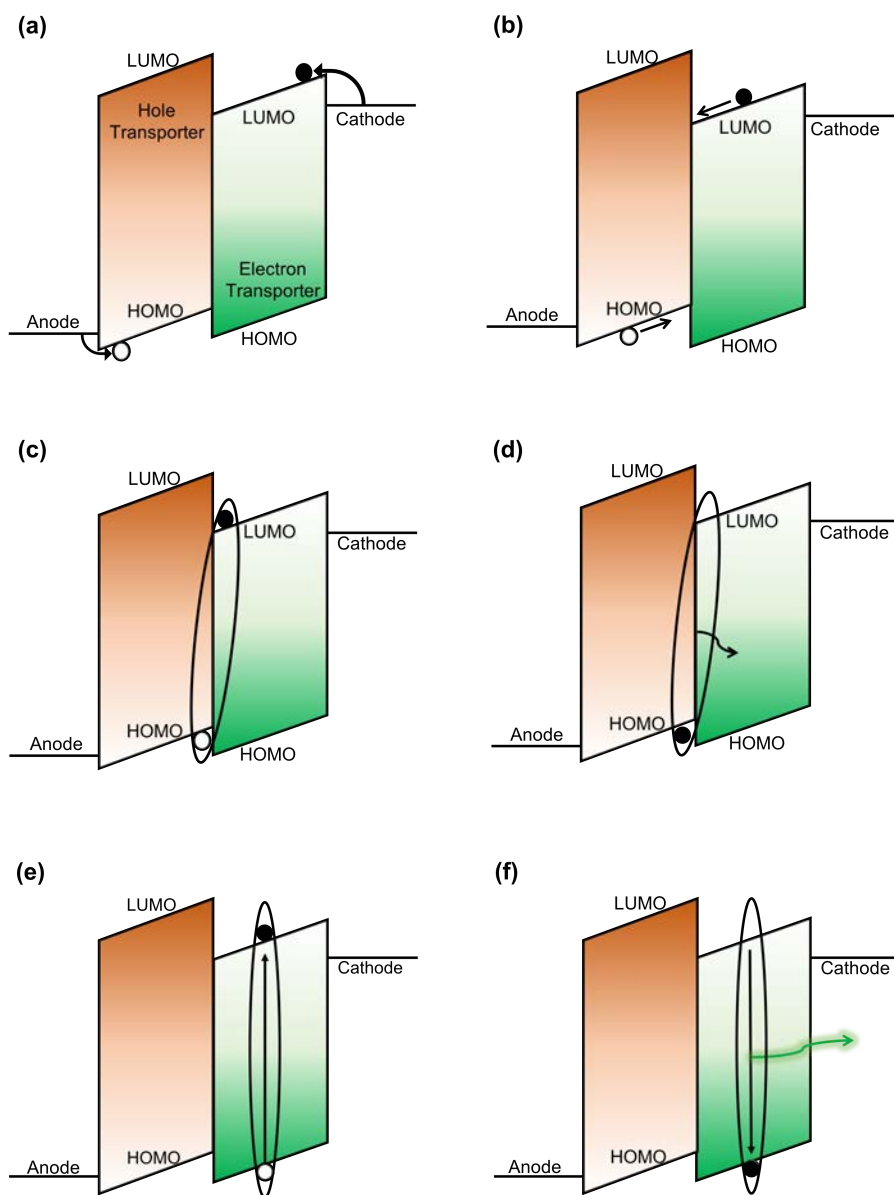 (a)
LUMO
Hole
Transporter
LUMO
Cathode
Electron
Transporter
HOMO
Anode
HOMO
(b)
LUMO
LUMO
Cathode
HOMO
Anode
HOMO
(c)
LUMO
LUMO
Cathode
HOMO
Anode
HOMO
(d)
LUMO
LUMO
Cathode
HOMO
Anode
HOMO
(e)
LUMO
Cathode
HOMO
Anode
(f)
LUMO
Cathode
HOMO
Anode